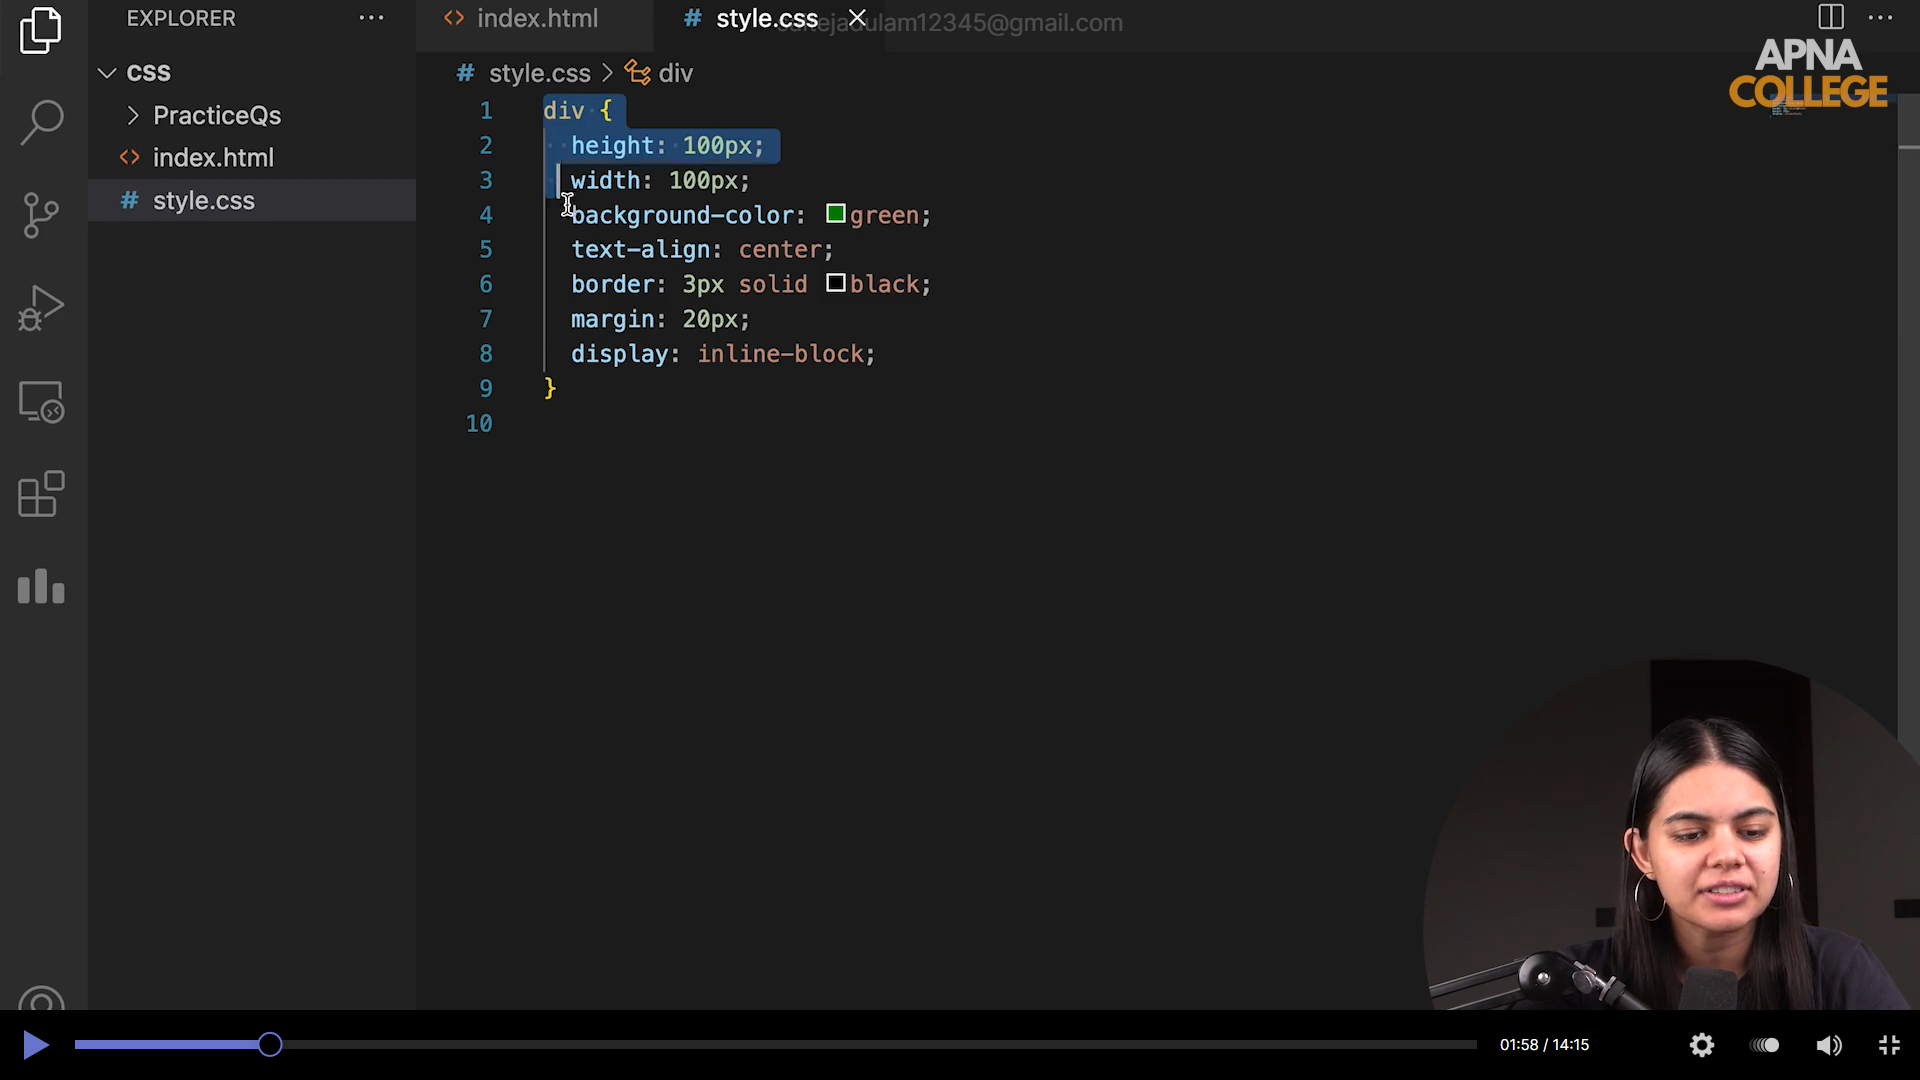 EXPLORER
CSS
PracticeQs
index.html
style.css
index.html
style.css
ulam12345@gmail.com
APNA
COLLEGE
style.css > div
1 div {
2 height: 100px;
3 width: 100px;
4 background-color: green;
5 text-align: center;
6 border: 3px solid black;
7 margin: 20px;
8 display: inline-block;
9 }
10
01:58 / 14:15